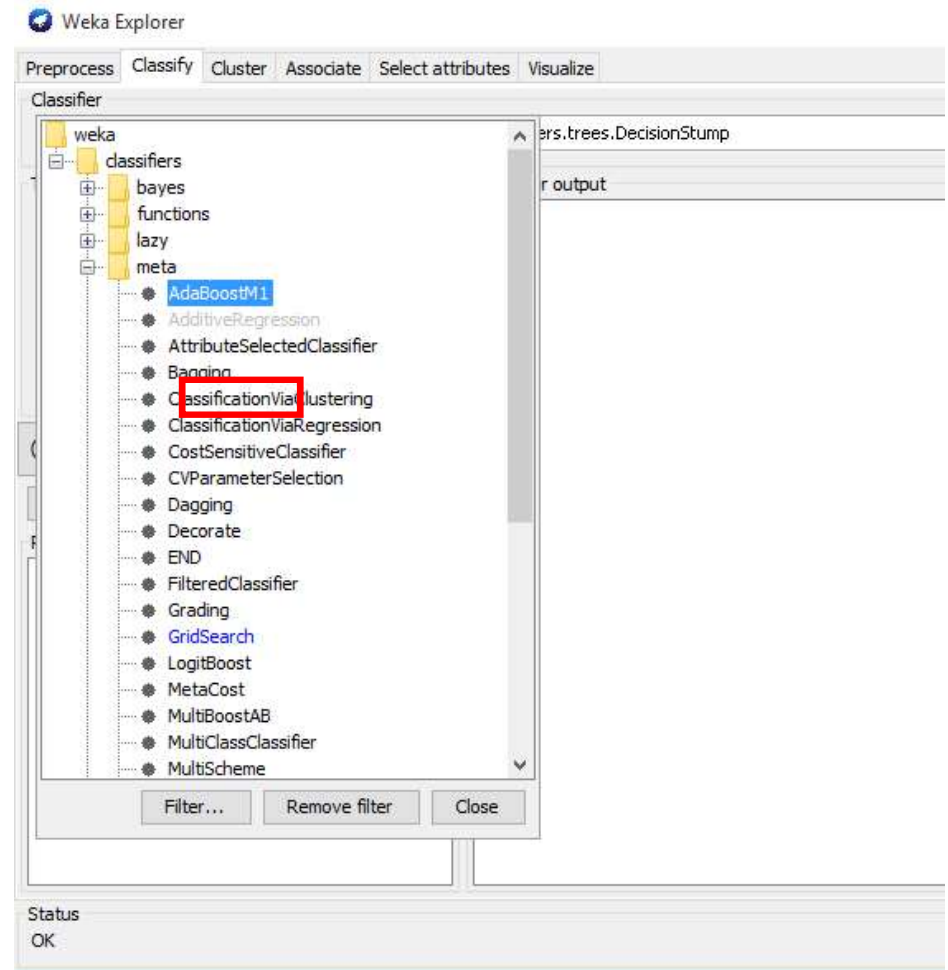 Weka Explorer
Preprocess Classify Cluster Associate Select attributes Visualize
Classifier
weka
ers.trees.DecisionStump
classifiers
bayes
r output
functions
lazy
meta
AdaBoostM1
AdditiveRegression
AttributeSelectedClassifier
Bagging
ClassificationViaClustering
ClassificationViaRegression
CostSensitiveClassifier
CVParameterSelection
Dagging
Decorate
END
FilteredClassifier
Grading
GridSearch
LogitBoost
MetaCost
MultiBoostAB
MultiClassClassifier
MultiScheme
Filter... Remove filter Close
Status
OK